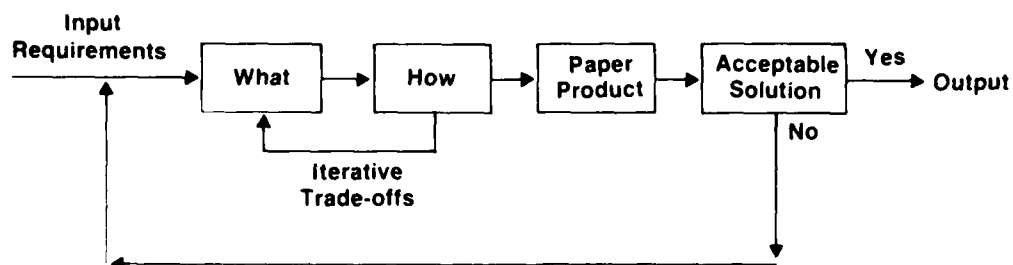 Input
Requirements
What
How
Paper
Product
Acceptable
Solution
Yes
Output
No
Iterative
Trade-offs